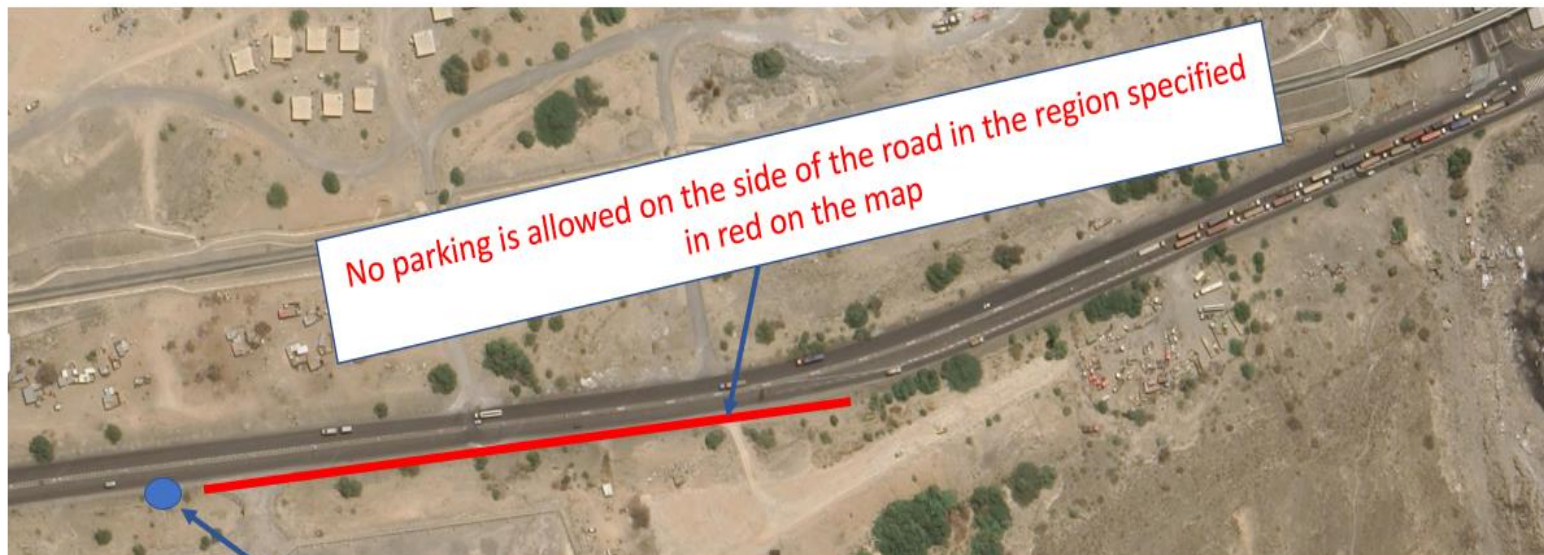 No parking is allowed on the side of the road in the region specified
in red on the map